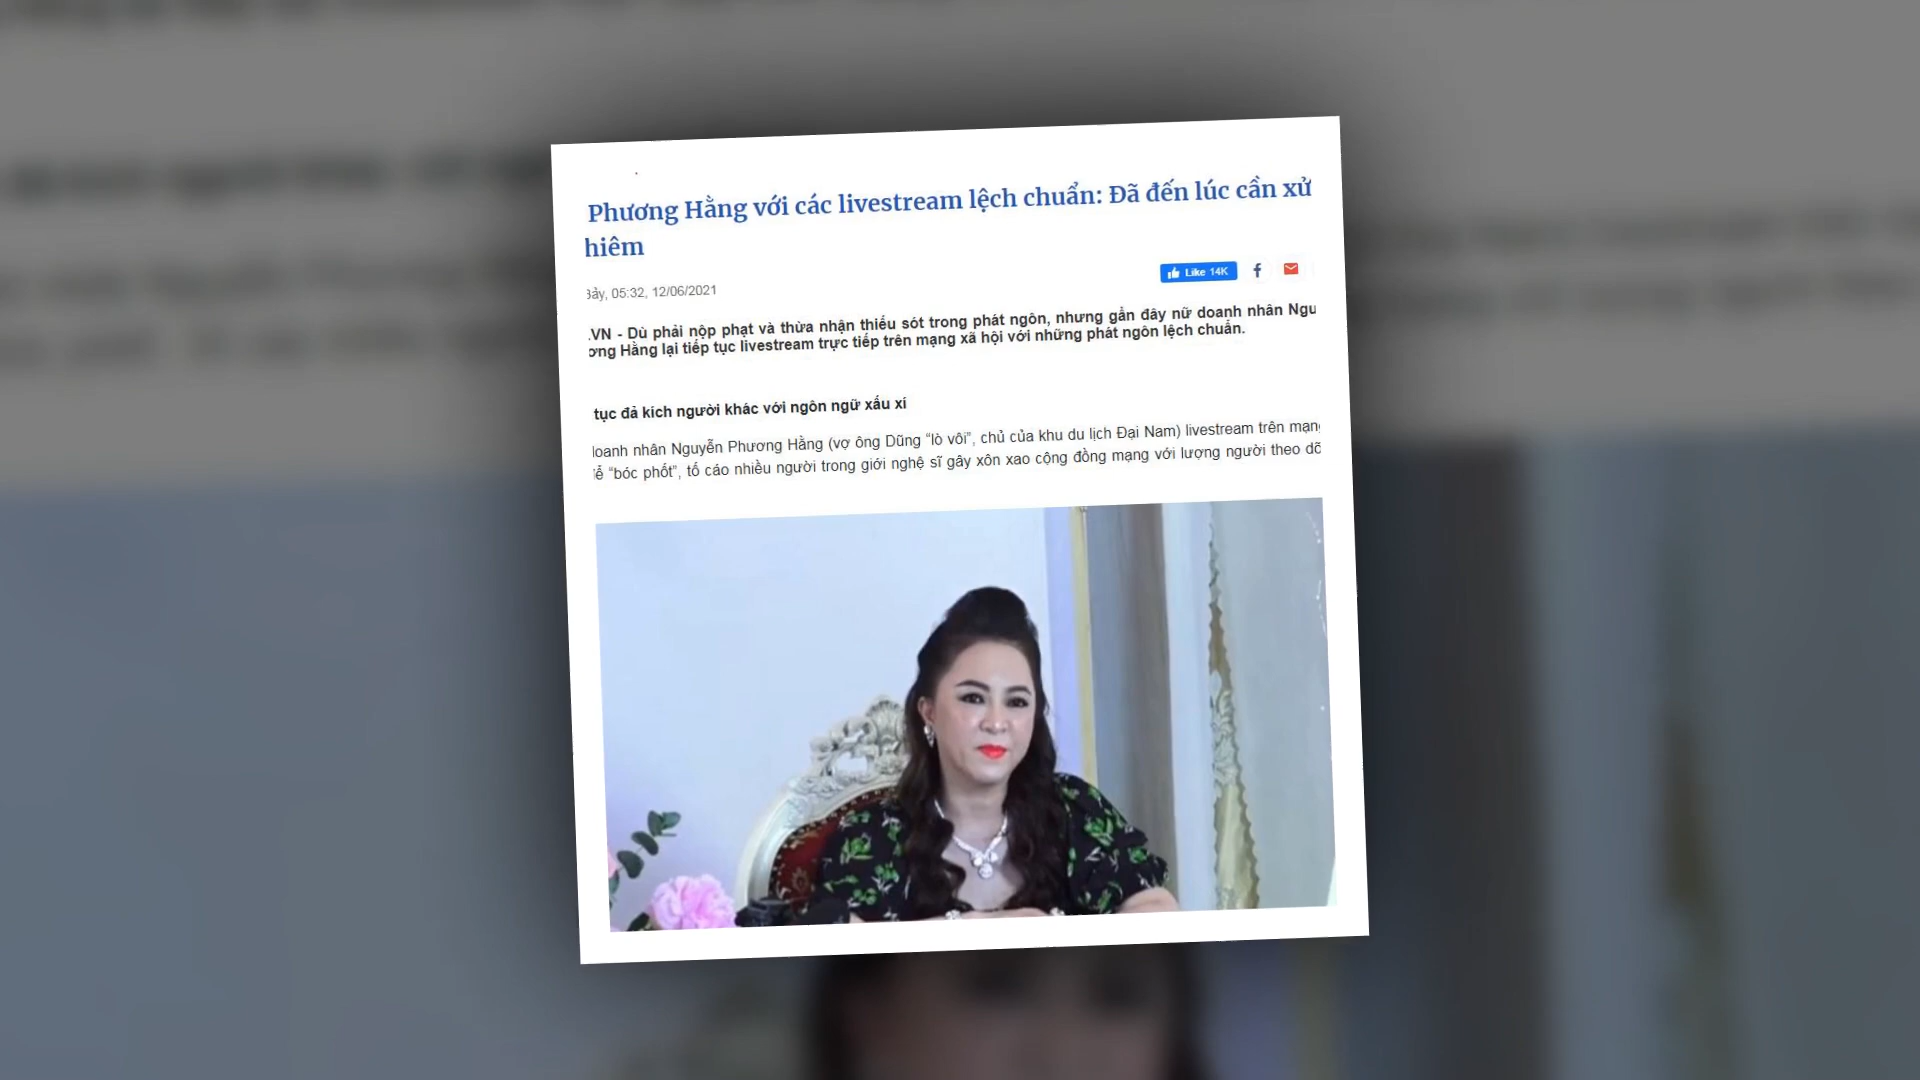 Phương Hằng với các livestream lệch chuẩn: Đã đến lúc cần xử
hiêm
Like 14K
Bảy, 05:32, 12/06/2021
.VN - Dù phải nộp phạt và thừa nhận thiếu sót trong phát ngôn, nhưng gần đây nữ doanh nhân Ngu
ơng Hằng lại tiếp tục livestream trực tiếp trên mạng xã hội với những phát ngôn lệch chuẩn.
tục đả kích người khác với ngôn ngữ xấu xí
doanh nhân Nguyễn Phương Hằng (vợ ông Dũng “lò vôi”, chủ của khu du lịch Đại Nam) livestream trên mạng
để “bóc phốt”, tố cáo nhiều người trong giới nghệ sĩ gây xôn xao cộng đồng mạng với lượng người theo dõ